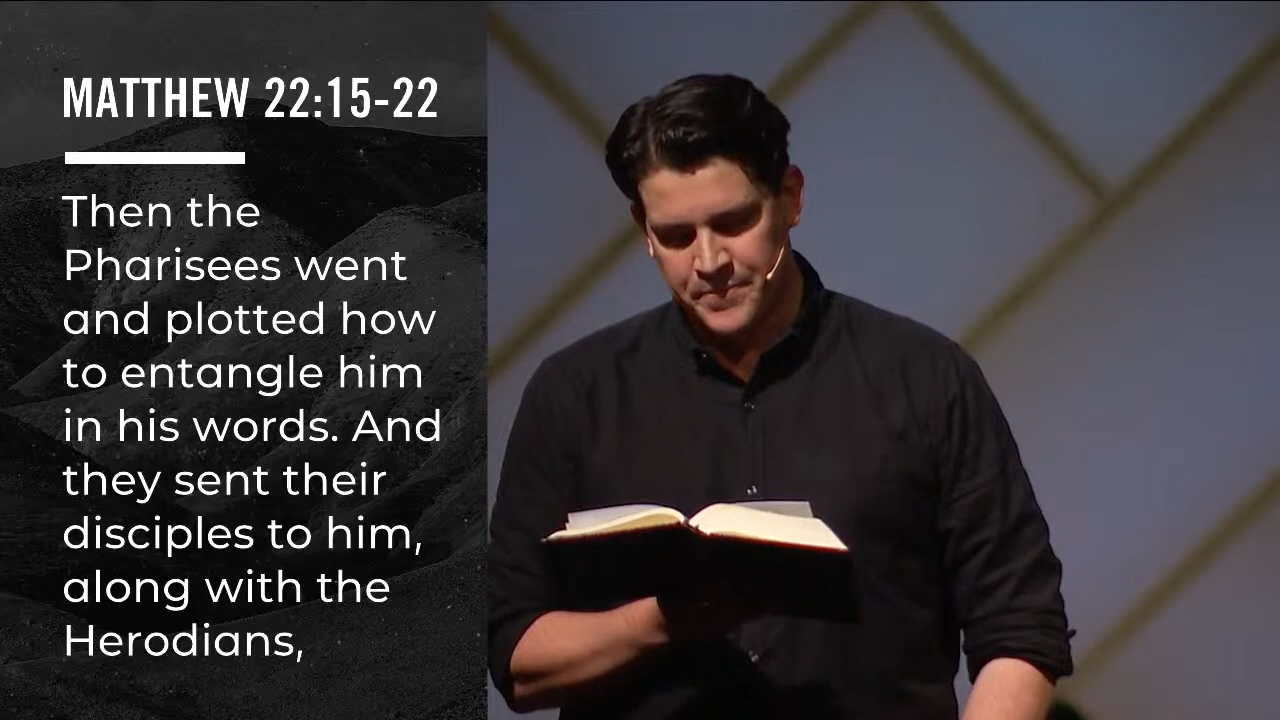 MATTHEW 22:15-22
Then the
Pharisees went
and plotted how
to entangle him
in his words. And
they sent their
disciples to him,
along with the
Herodians,